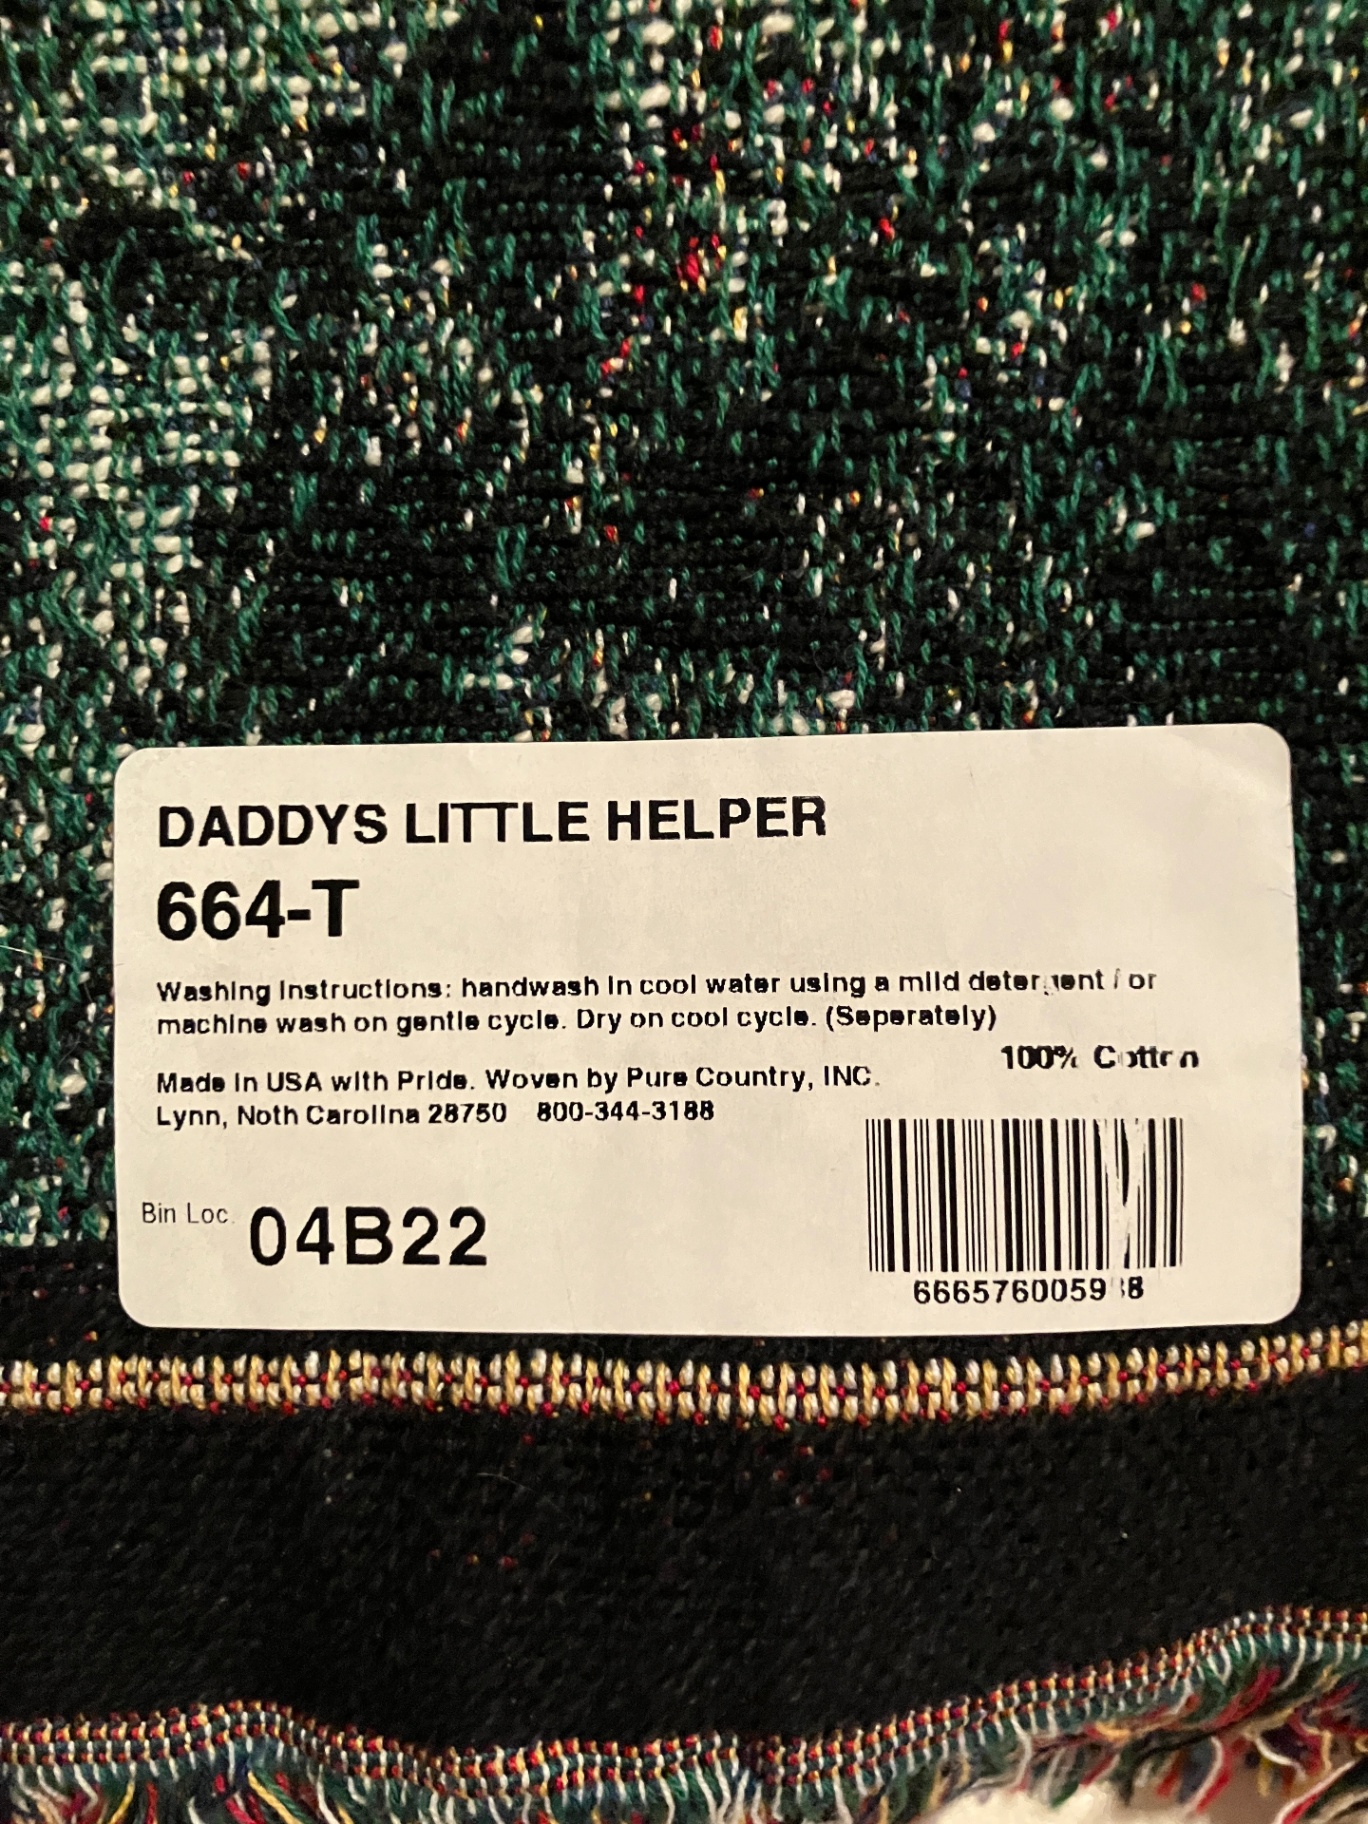 DADDYS LITTLE HELPER
664-T
Washing Instructions: handwash in cool water using a mild detergent / or
machine wash on gentle cycle. Dry on cool cycle. (Seperately)
100% Cotton
Made in USA with Pride. Woven by Pure Country, INC.
Lynn, Noth Carolina 28750 800-344-3188
Bin Loc. 04B22